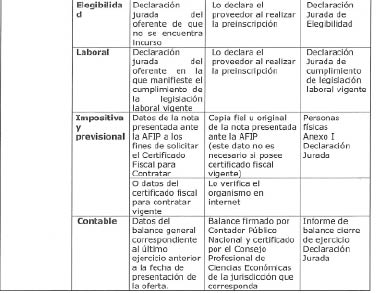 Elegibilida
d
Declaración
jurada del
oferente de que
no se encuentra
incurso
Lo declara el
proveedor al realizar
la preinscripción
Declaración
Jurada de
Elegibilidad
Laboral
Declaración
jurada del
oferente en la
que manifieste el
cumplimiento de
la legislación
laboral vigente
Lo declara el
proveedor al realizar
la preinscripción
Declaración
Jurada de
cumplimiento
de legislación
laboral vigente
Impositiva
y
previsional
Datos de la nota
presentada ante
la AFIP a los
fines de solicitar
el Certificado
Fiscal para
Contratar
Copia fiel u original
de la nota presentada
ante la AFIP
(este dato no es
necesario si posee
certificado fiscal
vigente)
Personas
físicas
Anexo I
Declaración
Jurada
O datos del
certificado fiscal
para contratar
vigente
Lo verifica el
organismo en
internet
Contable
Datos del
balance general
correspondiente
al último
ejercicio anterior
a la fecha de
presentación de
la oferta.
Balance firmado por
Contador Público
Nacional y certificado
por el Consejo
Profesional de
Ciencias Económicas
de la jurisdicción que
corresponda
Informe de
balance cierre
de ejercicio
Declaración
Jurada